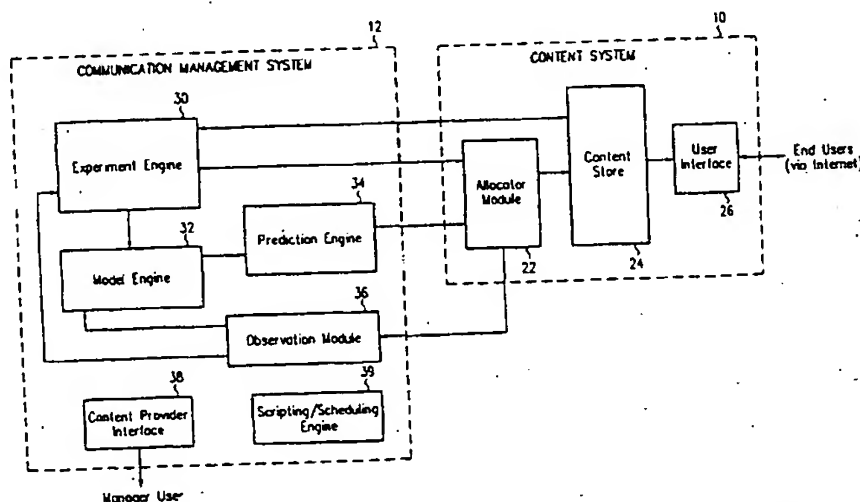 12
10
COMMUNICATION MANAGEMENT SYSTEM
CONTENT SYSTEM
30
Experiment Engine
Content
Store
User
Interface
End Users
(via Internet)
26
Allocator
Module
34
Prediction Engine
32
Model Engine
22
24
36
Observation Module
38
Content Provider
Interface
39
Scripting/Scheduling
Engine
Manager User